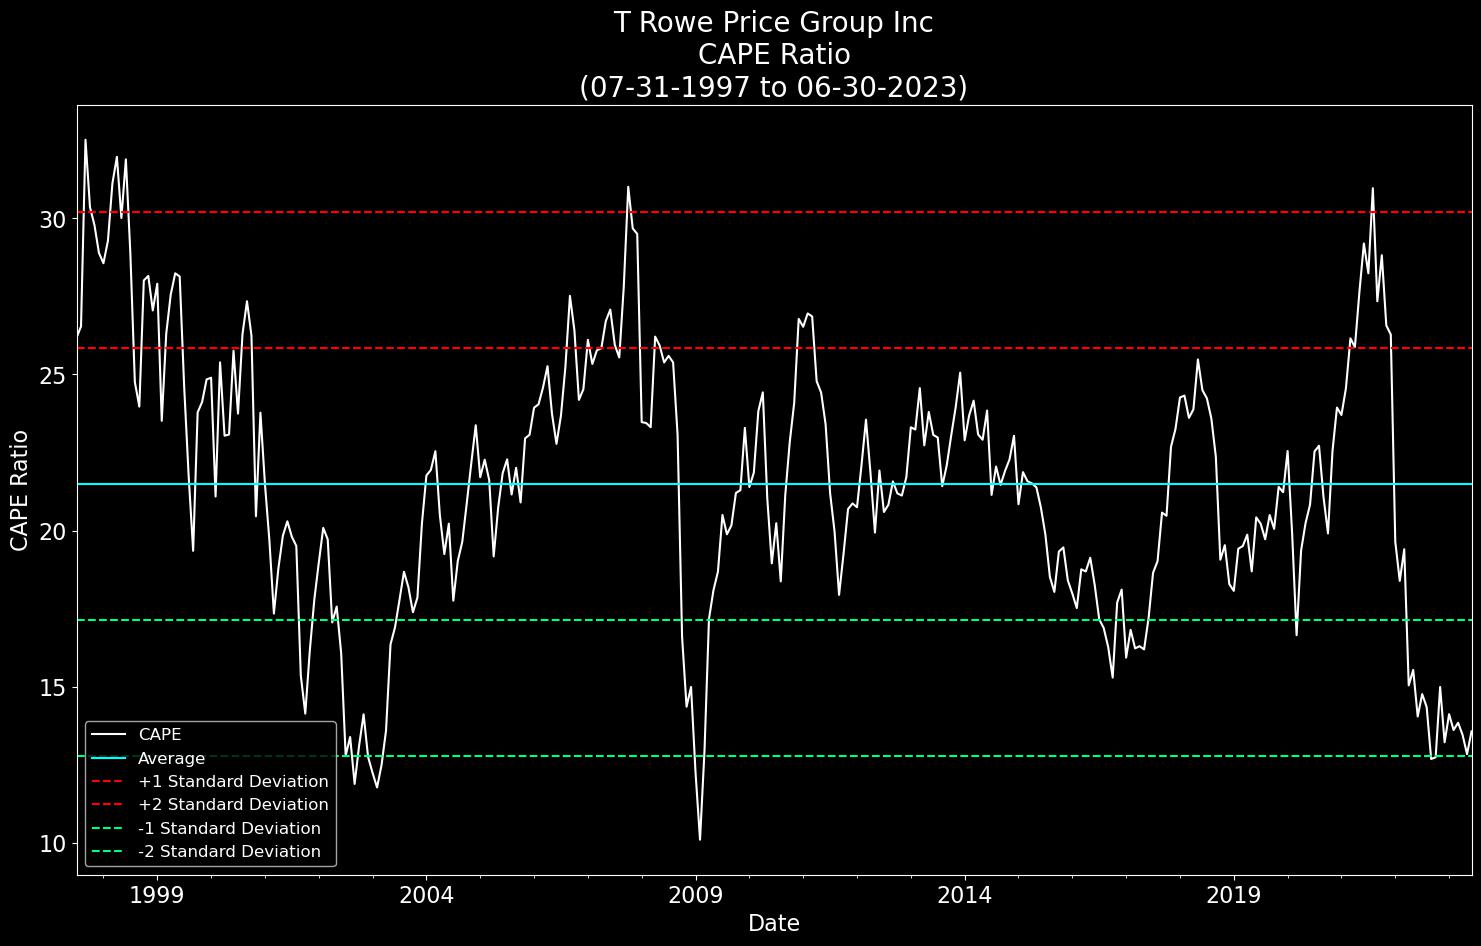 T Rowe Price Group Inc
CAPE Ratio
(07-31-1997 to 06-30-2023)
CAPE Ratio
30
25
20
15
10
CAPE
Average
+1 Standard Deviation
+2 Standard Deviation
-1 Standard Deviation
-2 Standard Deviation
1999 2004 2009 2014 2019
Date